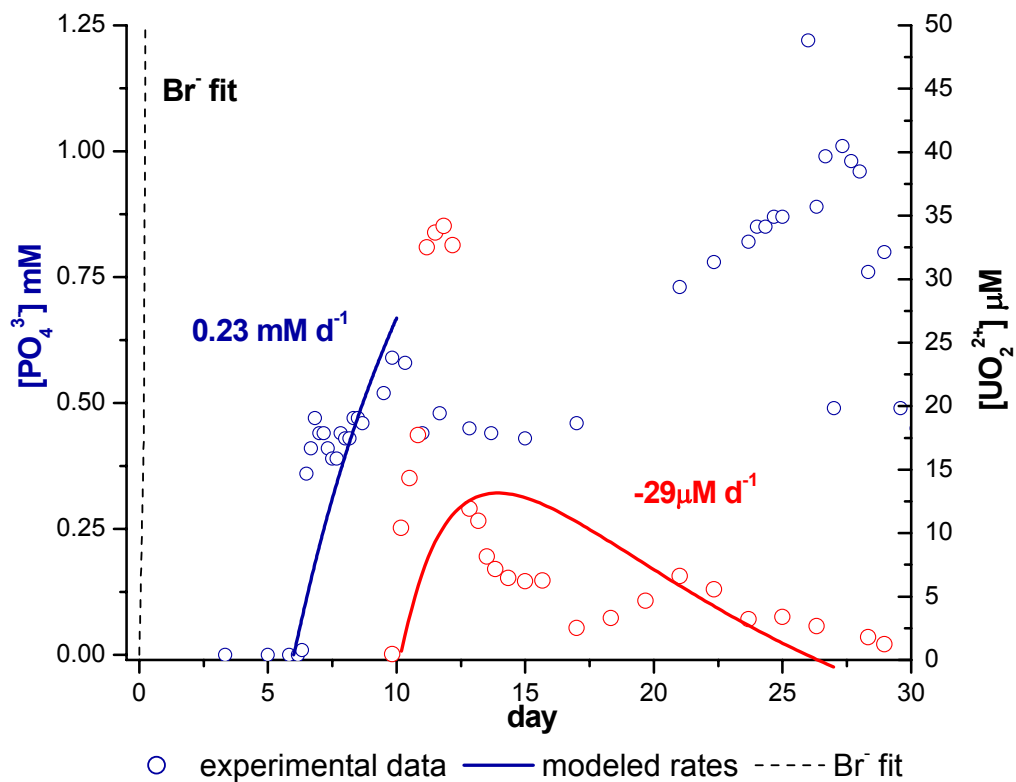 1.25
1.00
0.75
0.50
0.25
0.00
[PO₄³⁻] mM
Br⁻ fit
0.23 mM d⁻¹
-29μM d⁻¹
50
45
40
35
30
25
20
15
10
5
0
[UO₂²⁺] μM
0 5 10 15 20 25 30
day
experimental data modeled rates Br⁻ fit